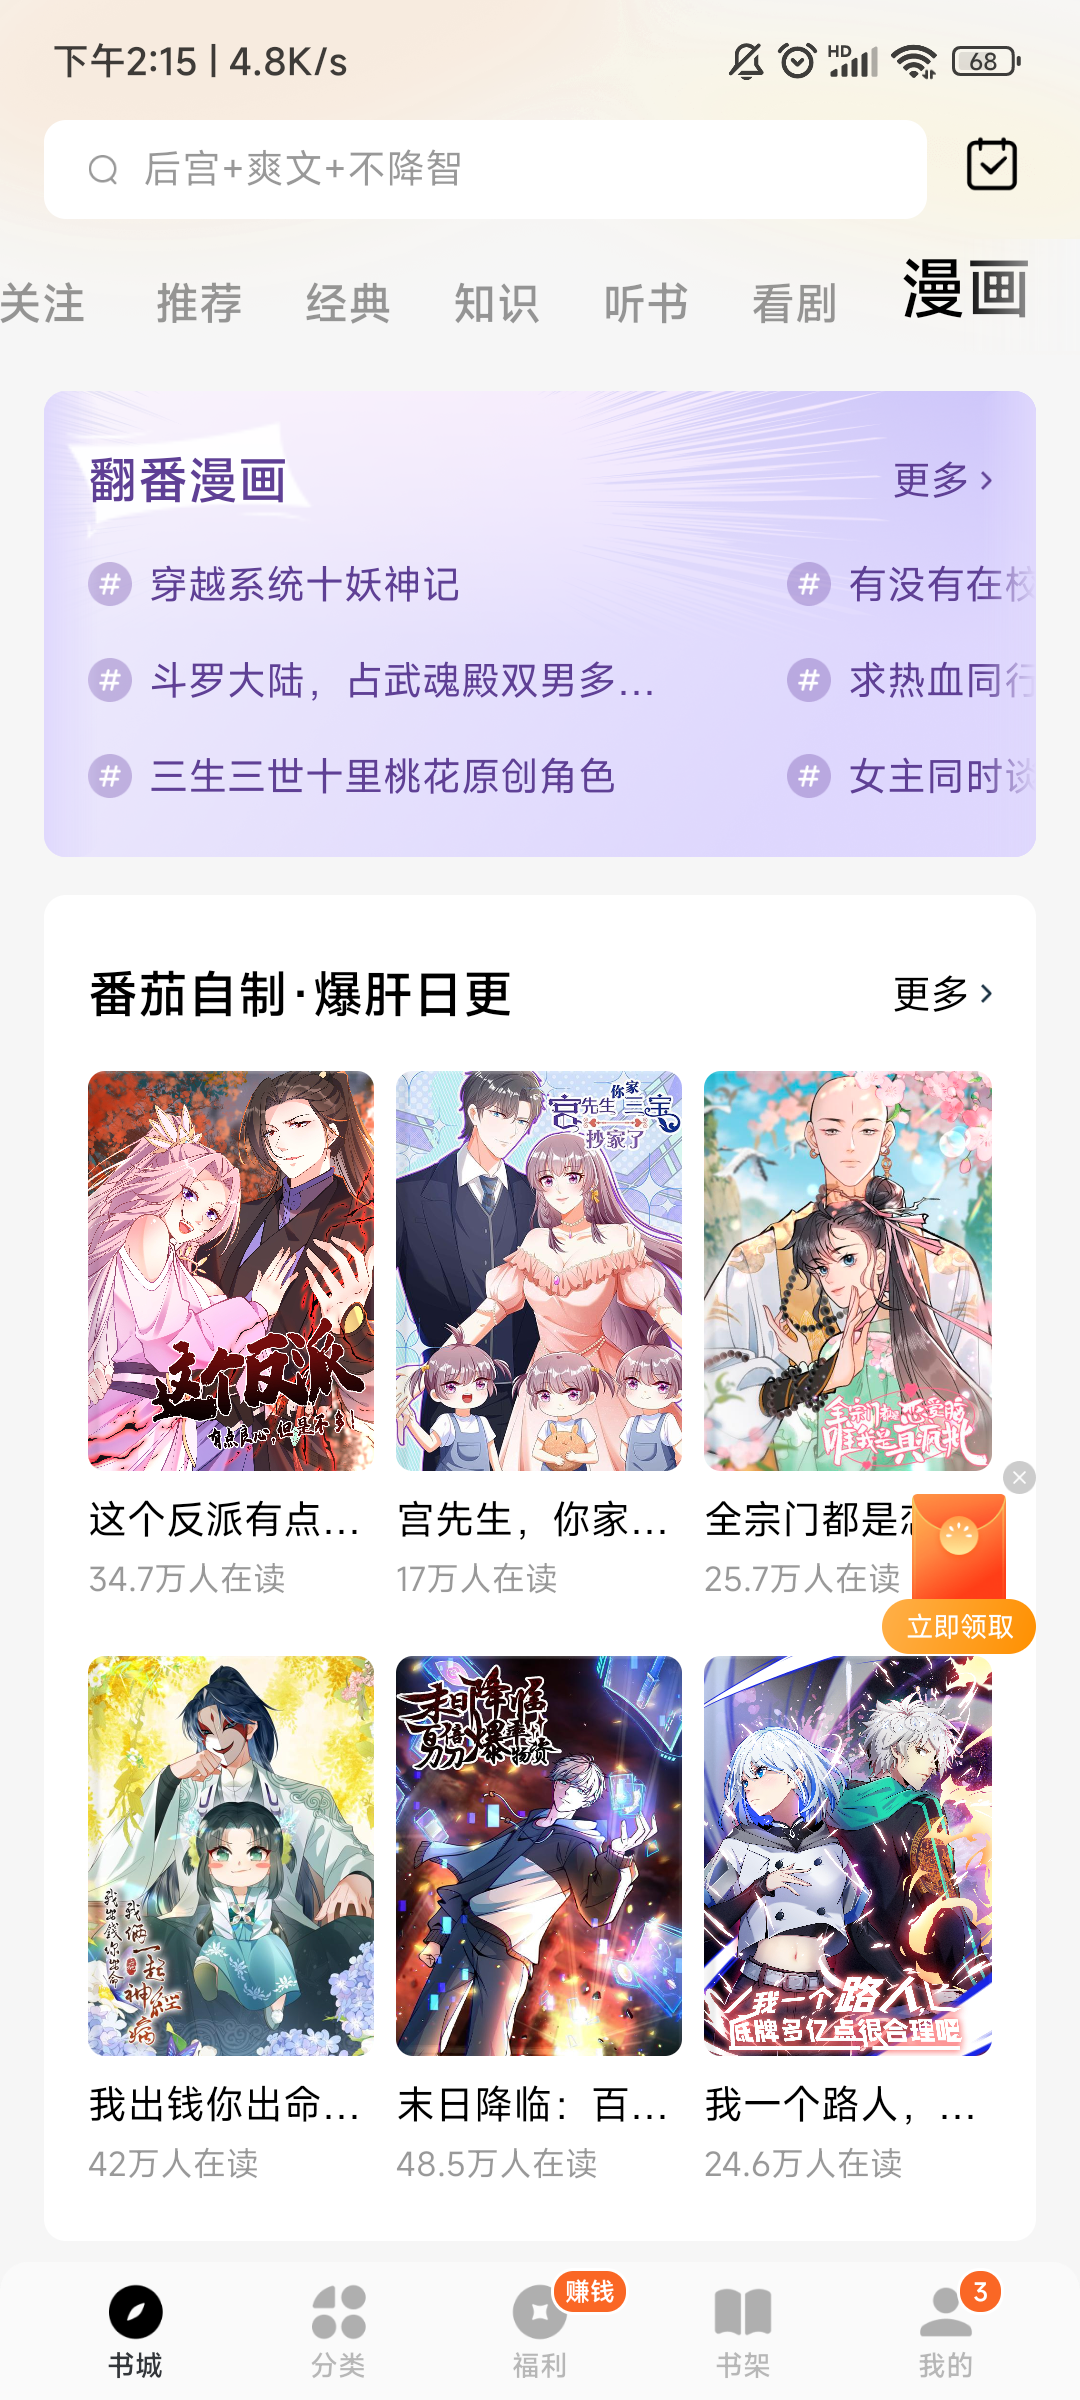 下午2:15 | 4.8K/s
HD
68
后宫+爽文+不降智
关注 推荐 经典 知识 听书 看剧 漫画
翻番漫画 更多
# 穿越系统十妖神记 # 有没有在校
# 斗罗大陆，占武魂殿双男多... # 求热血同行
# 三生三世十里桃花原创角色 # 女主同时谈
番茄自制·爆肝日更 更多
这个反派
有点良心,但是不多!
宫先生 你家三宝
抄家了
全宗门都是恋爱脑
唯我是真疯批
这个反派有点... 宫先生，你家... 全宗门都是恋
34.7万人在读 17万人在读 25.7万人在读
立即领取
我出钱你出命
我俩一起神经病
末日降临
百倍爆率物资
我一个路人,
底牌多亿点很合理吧
我出钱你出命... 末日降临：百... 我一个路人，...
42万人在读 48.5万人在读 24.6万人在读
赚钱 3
书城 分类 福利 书架 我的